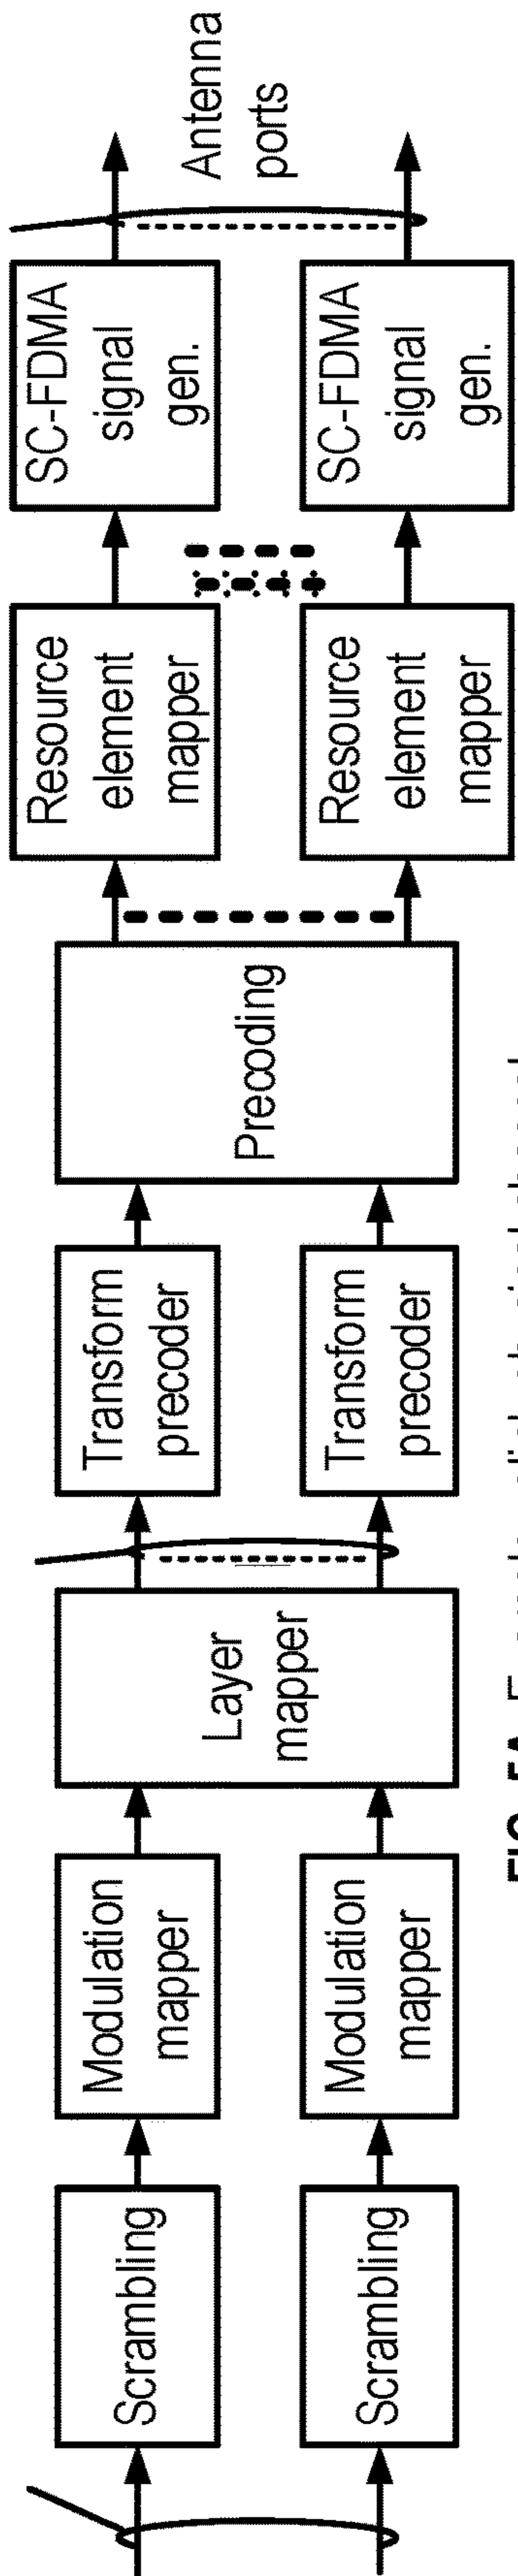 Scrambling
Modulation
mapper
Layer
mapper
Transform
precoder
Precoding
Resource
element
mapper
SC-FDMA
signal
gen.
Antenna
ports
Scrambling
Modulation
mapper
Transform
precoder
Resource
element
mapper
SC-FDMA
signal
gen.